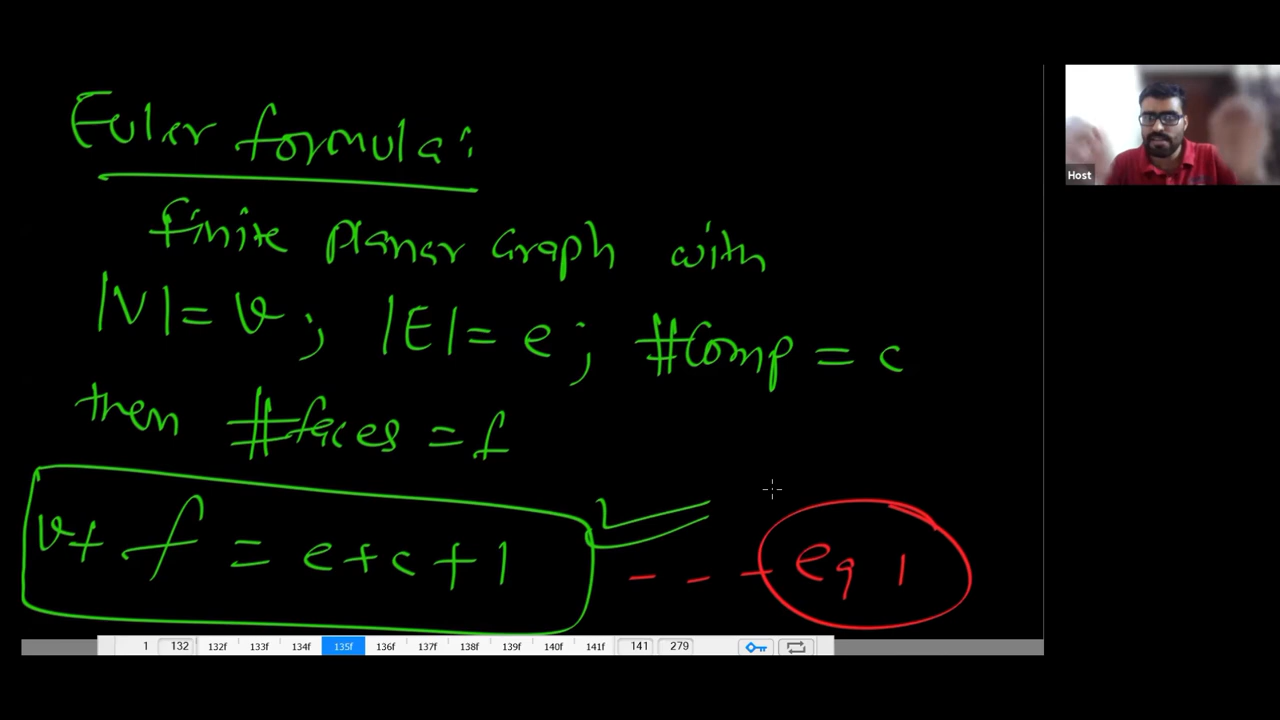 Euler formula:
finite planar Graph with
|V| = v; |E| = e; #Comp = c
then #faces = f
v + f = e + c + 1 - - - eq 1
Host
1 132 132f 133f 134f 135f 136f 137f 138f 139f 140f 141f 141 279